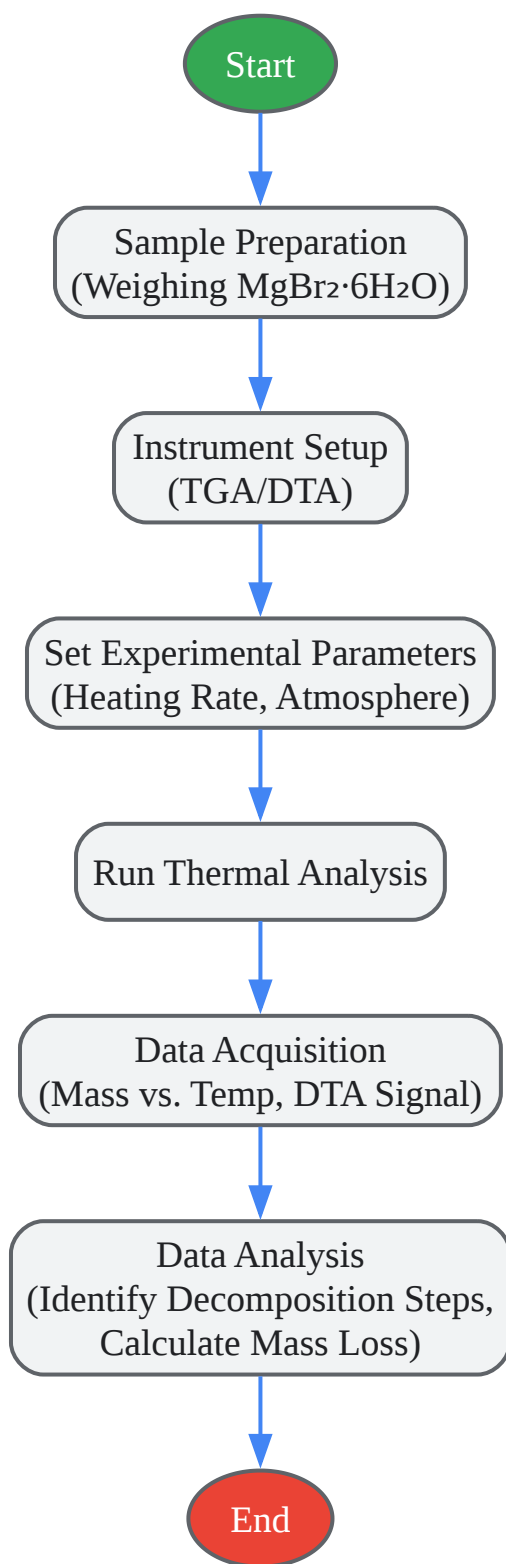 Start
Sample Preparation
(Weighing MgBr₂·6H₂O)
Instrument Setup
(TGA/DTA)
Set Experimental Parameters
(Heating Rate, Atmosphere)
Run Thermal Analysis
Data Acquisition
(Mass vs. Temp, DTA Signal)
Data Analysis
(Identify Decomposition Steps,
Calculate Mass Loss)
End